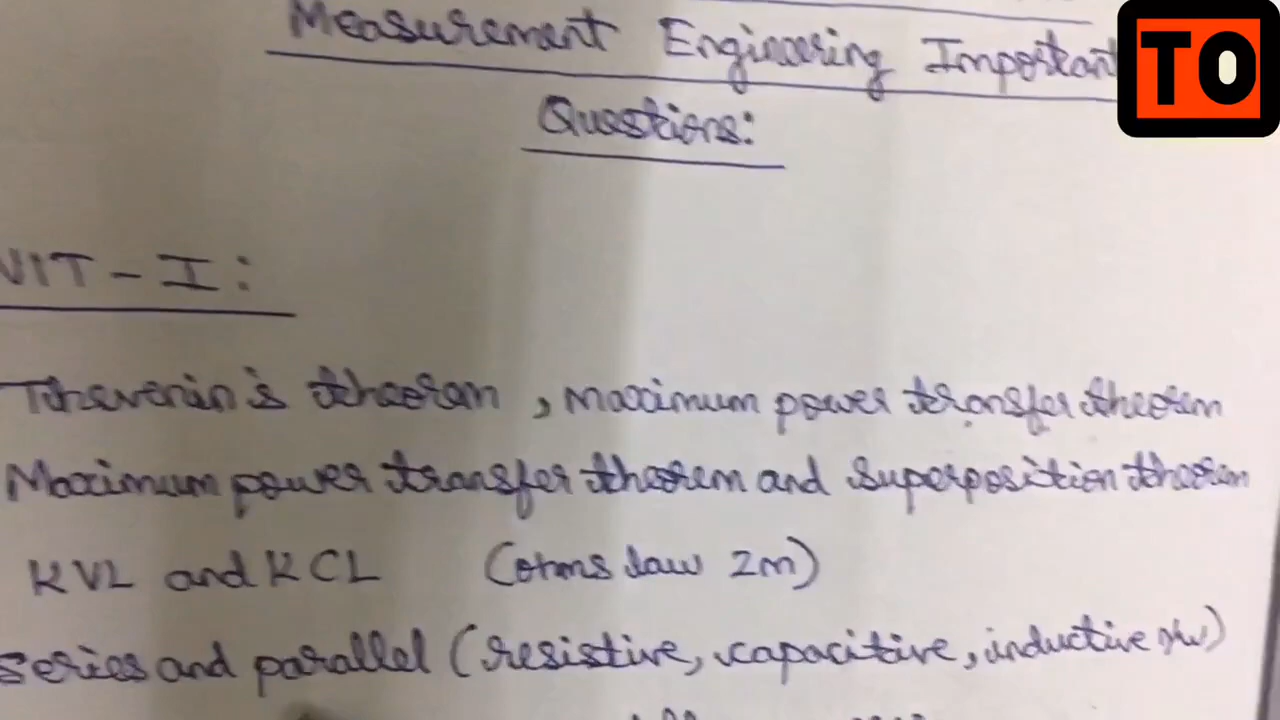 Measurement Engineering Important
TO
Questions:
NIT - I:
Thevenin's theorem, Maximum power transfer theorem
Maximum power transfer theorem and superposition theorem
KVL and KCL (ohms law 2m)
series and parallel (resistive, capacitive, inductive n/w)